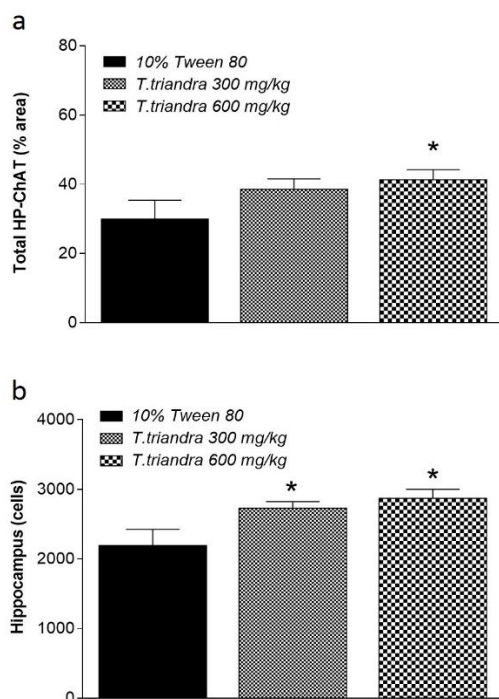 a
80
60
40
20
0
Total HP-ChAT (% area)
10% Tween 80
T.triandra 300 mg/kg
T.triandra 600 mg/kg
*
b
4000
3000
2000
1000
0
Hippocampus (cells)
10% Tween 80
T.triandra 300 mg/kg
T.triandra 600 mg/kg
*
*